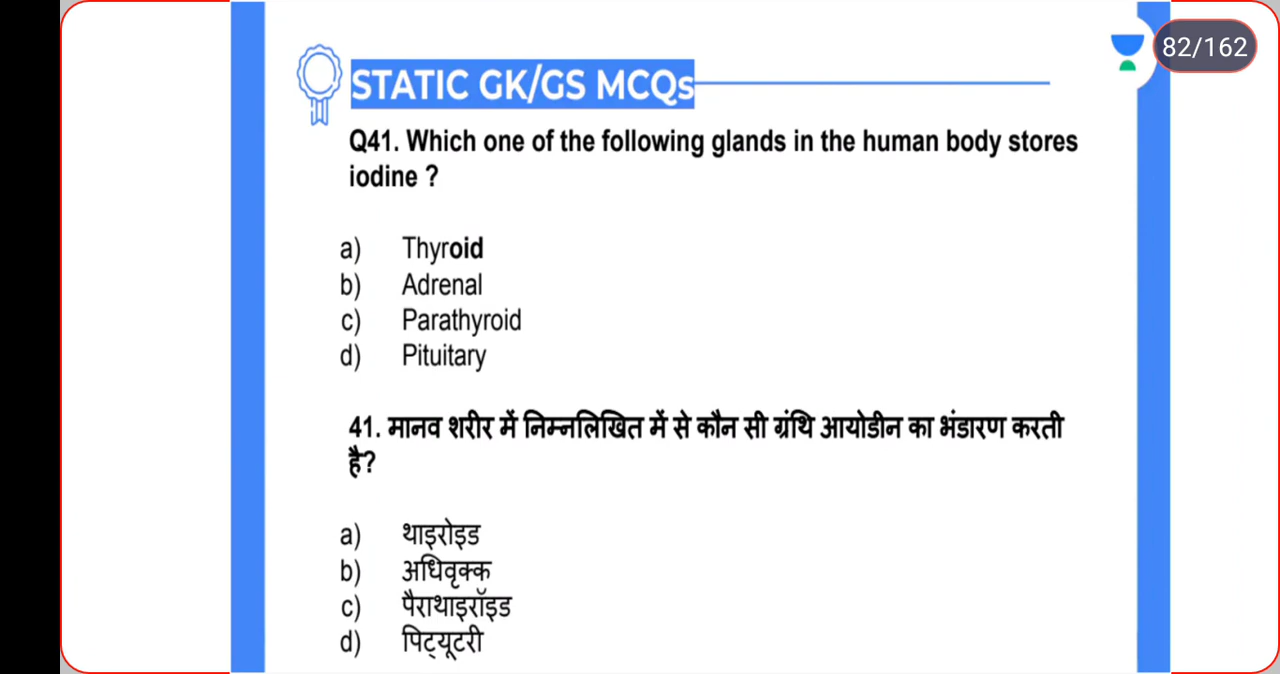 82/162
STATIC GK/GS MCQs
Q41. Which one of the following glands in the human body stores
iodine ?
a) Thyroid
b) Adrenal
c) Parathyroid
d) Pituitary
41. मानव शरीर में निम्नलिखित में से कौन सी ग्रंथि आयोडीन का भंडारण करती
है?
a) थाइरोइड
b) अधिवृक्क
c) पैराथाइरॉइड
d) पिट्यूटरी